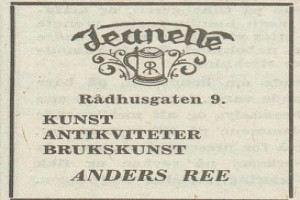 Jeanette
Rådhusgaten 9.
KUNST
ANTIKVITETER
BRUKSKUNST
ANDERS REE